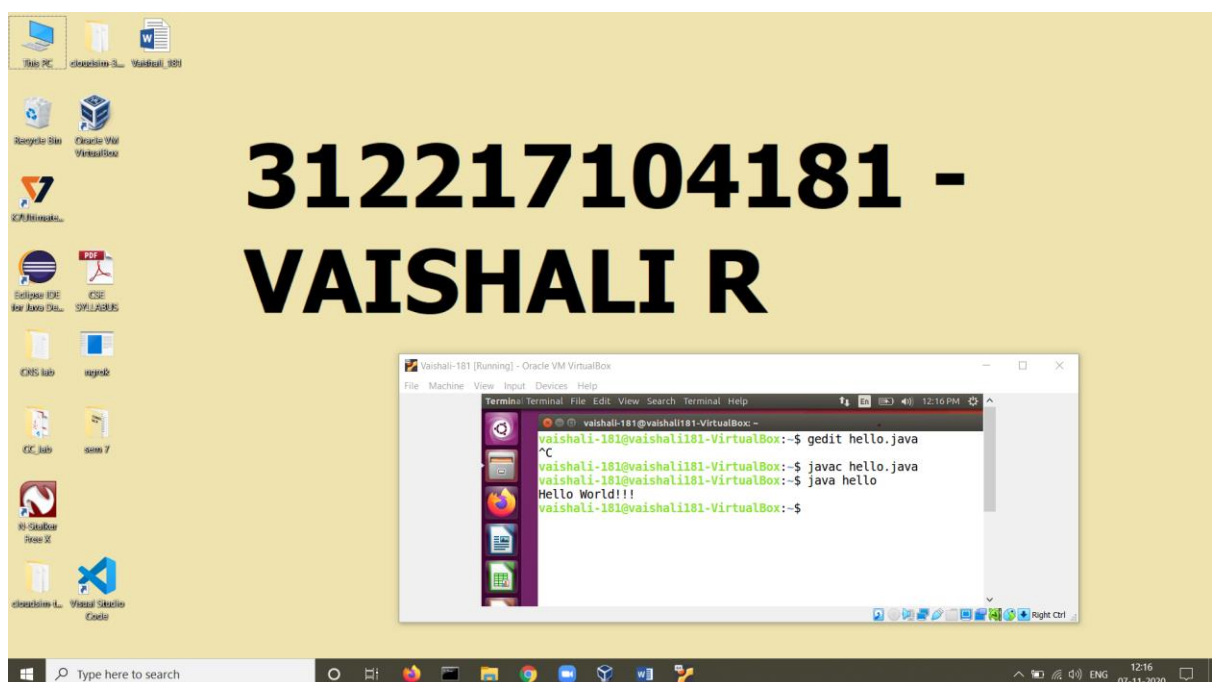 This PC
cloudsim-3...
Vaishali_181
Recycle Bin
Oracle VM
VirtualBox
Eclipse IDE
for Java De...
PDF
CSE
SYLLABUS
CNS lab
ngrok
CC_lab
sem 7
N-Stalker
Free X
Visual Studio
Code
312217104181 -
VAISHALI R
Vaishali-181 [Running] - Oracle VM VirtualBox
File Machine View Input Devices Help
Terminal Terminal File Edit View Search Terminal Help En 12:16 PM
vaishali-181@vaishali181-VirtualBox: ~
vaishali-181@vaishali181-VirtualBox:~$ gedit hello.java
^C
vaishali-181@vaishali181-VirtualBox:~$ javac hello.java
vaishali-181@vaishali181-VirtualBox:~$ java hello
Hello World!!!
vaishali-181@vaishali181-VirtualBox:~$
Right Ctrl
Type here to search
ENG
12:16
07-11-2020